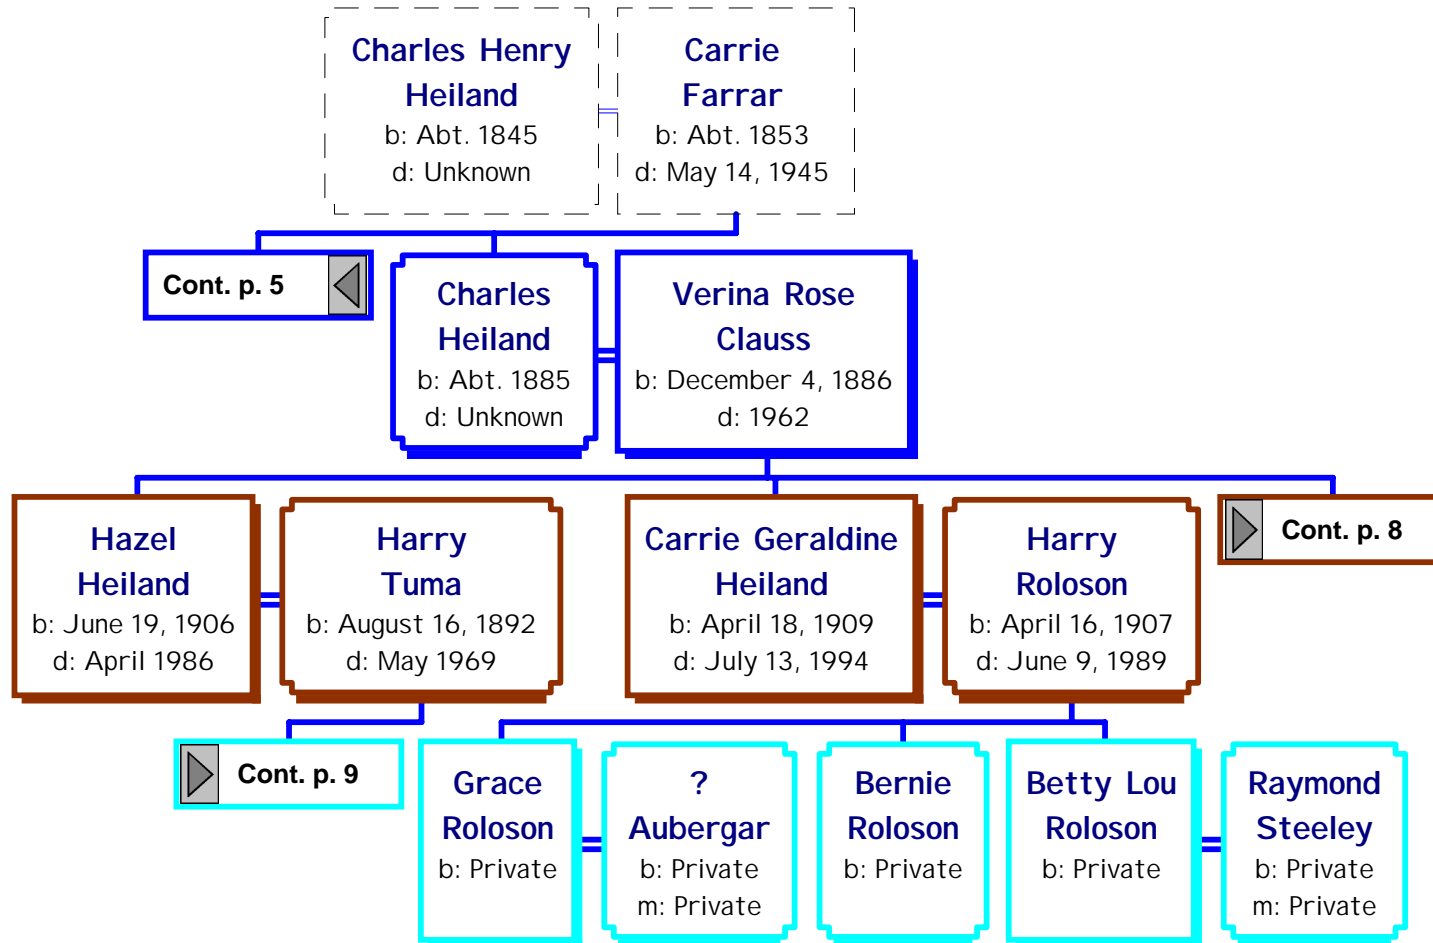 Charles Henry
Heiland
b: Abt. 1845
d: Unknown
Carrie
Farrar
b: Abt. 1853
d: May 14, 1945
Cont. p. 5
Charles
Heiland
b: Abt. 1885
d: Unknown
Verina Rose
Clauss
b: December 4, 1886
d: 1962
Hazel
Heiland
b: June 19, 1906
d: April 1986
Harry
Tuma
b: August 16, 1892
d: May 1969
Carrie Geraldine
Heiland
b: April 18, 1909
d: July 13, 1994
Harry
Roloson
b: April 16, 1907
d: June 9, 1989
Cont. p. 8
Cont. p. 9
Grace
Roloson
b: Private
?
Aubergar
b: Private
m: Private
Bernie
Roloson
b: Private
Betty Lou
Roloson
b: Private
Raymond
Steeley
b: Private
m: Private